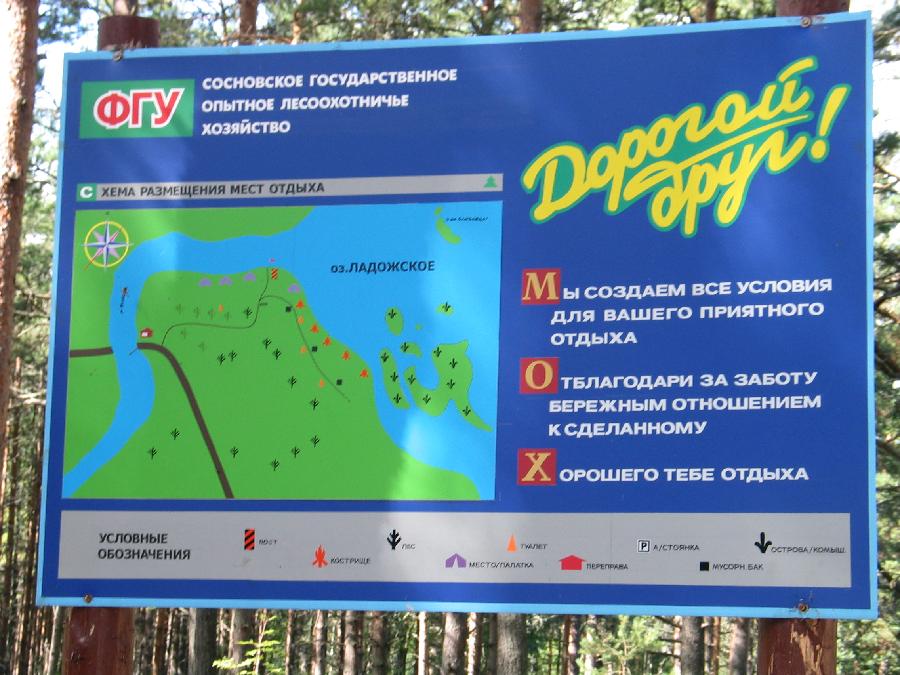 ФГУ
СОСНОВСКОЕ ГОСУДАРСТВЕННОЕ
ОПЫТНОЕ ЛЕСООХОТНИЧЬЕ
ХОЗЯЙСТВО
Дорогой
друг!
СХЕМА РАЗМЕЩЕНИЯ МЕСТ ОТДЫХА
оз.ЛАДОЖСКОЕ
МЫ СОЗДАЕМ ВСЕ УСЛОВИЯ
ДЛЯ ВАШЕГО ПРИЯТНОГО
ОТДЫХА
ОТБЛАГОДАРИ ЗА ЗАБОТУ
БЕРЕЖНЫМ ОТНОШЕНИЕМ
К СДЕЛАННОМУ
ХОРОШЕГО ТЕБЕ ОТДЫХА
УСЛОВНЫЕ
ОБОЗНАЧЕНИЯ
ПОСТ
КОСТРИЩЕ
ЛЕС
МЕСТО/ПАЛАТКА
ТУАЛЕТ
ПЕРЕПРАВА
P А/СТОЯНКА
МУСОРН.БАК
ОСТРОВА/КОМЫШ.